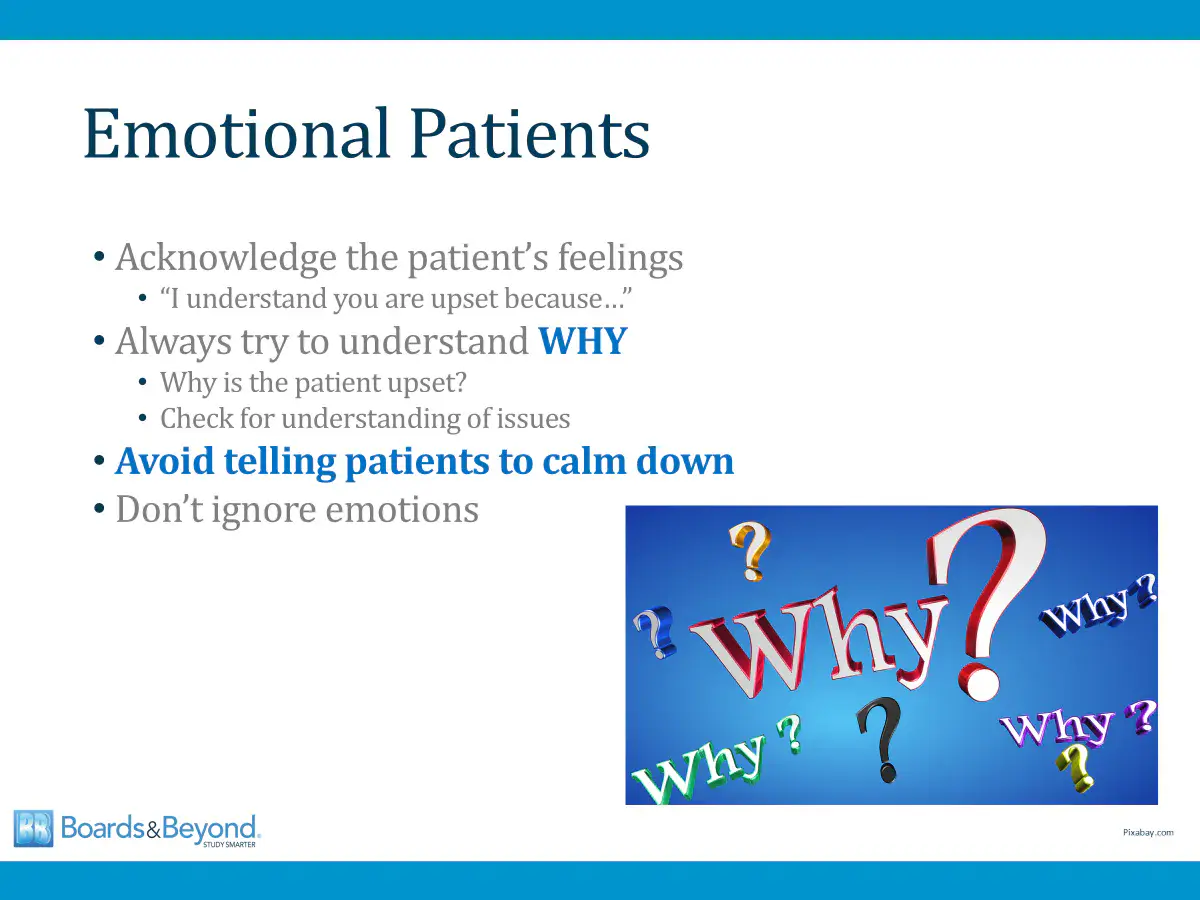 Emotional Patients
• Acknowledge the patient’s feelings
• “I understand you are upset because…”
• Always try to understand WHY
• Why is the patient upset?
• Check for understanding of issues
• Avoid telling patients to calm down
• Don’t ignore emotions
?
Why?
Why?
?
Why?
?
Why?
?
BB Boards&Beyond®
STUDY SMARTER
Pixabay.com